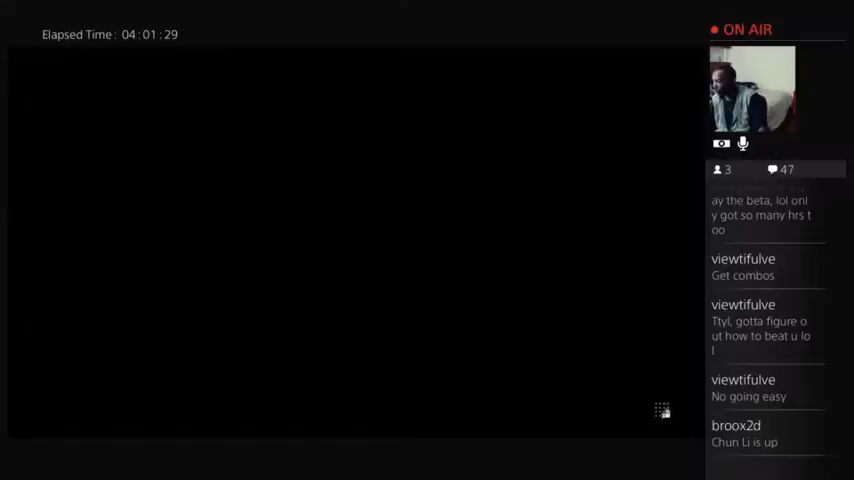 Elapsed Time: 04:01:29
ON AIR
3
47
ay the beta, lol onl
y got so many hrs t
oo
viewtifulve
Get combos
viewtifulve
Ttyl, gotta figure o
ut how to beat u lo
l
viewtifulve
No going easy
broox2d
Chun Li is up